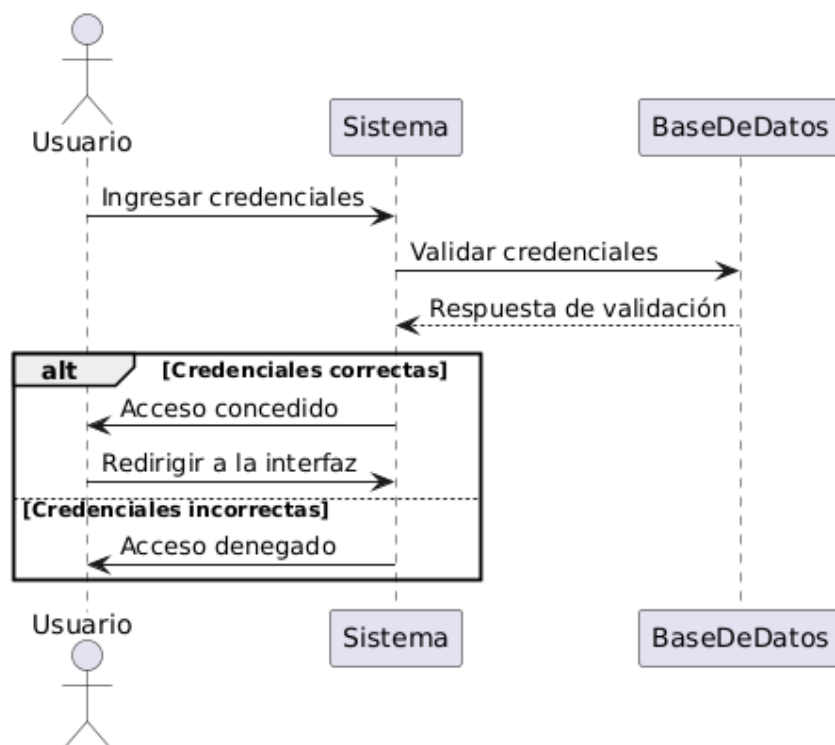 Usuario
Sistema
BaseDeDatos
Ingresar credenciales
Validar credenciales
Respuesta de validación
alt
[Credenciales correctas]
Acceso concedido
Redirigir a la interfaz
[Credenciales incorrectas]
Acceso denegado
Usuario
Sistema
BaseDeDatos